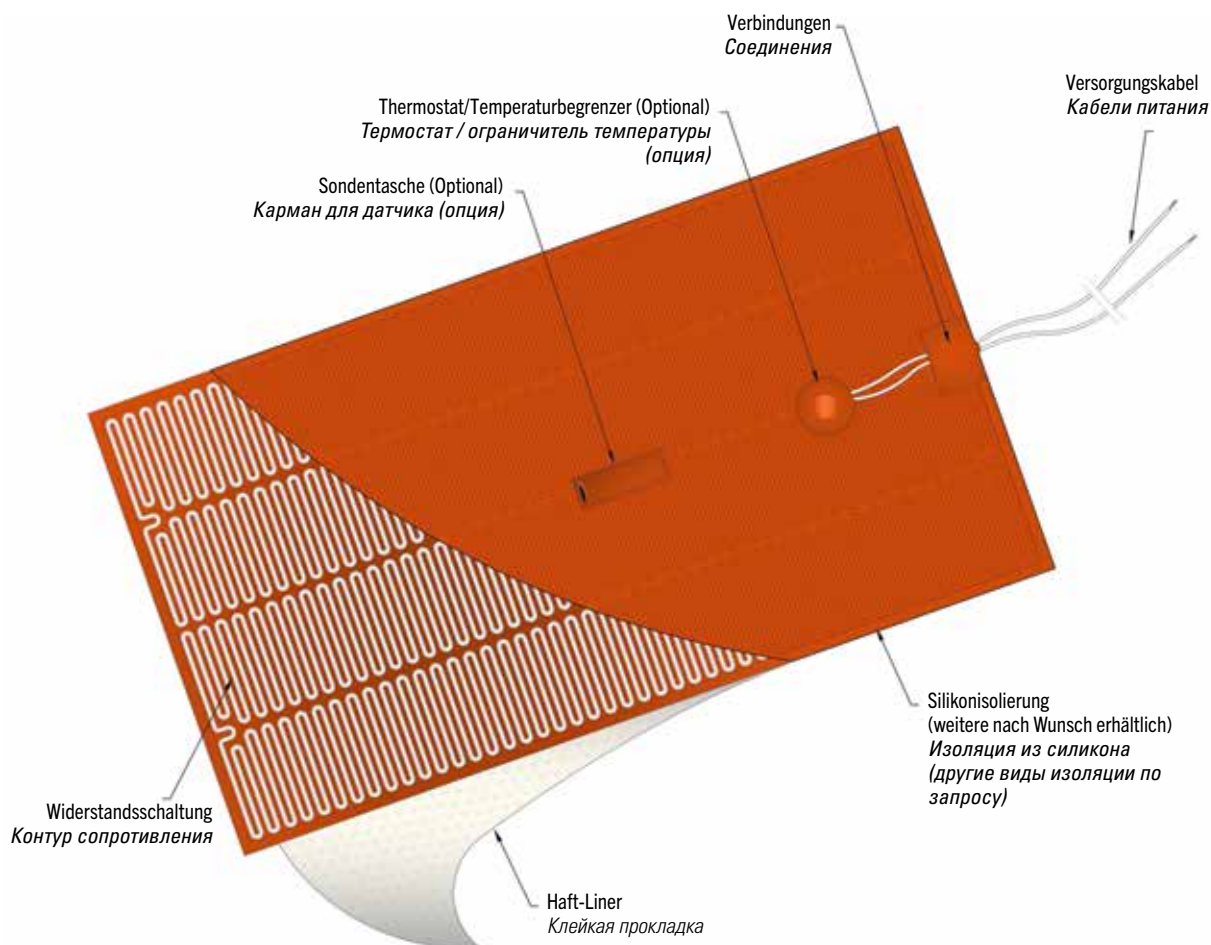 Verbindungen
Соединения
Versorgungskabel
Кабели питания
Thermostat/Temperaturbegrenzer (Optional)
Термостат / ограничитель температуры
(опция)
Sondentasche (Optional)
Карман для датчика (опция)
Silikonisolierung
(weitere nach Wunsch erhältlich)
Изоляция из силикона
(другие виды изоляции по
запросу)
Widerstandsschaltung
Контур сопротивления
Haft-Liner
Клейкая прокладка